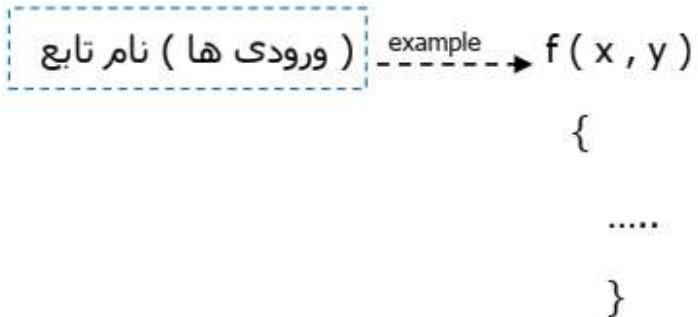 ( ورودی ها ) نام تابع example f ( x , y )
{
.....
}